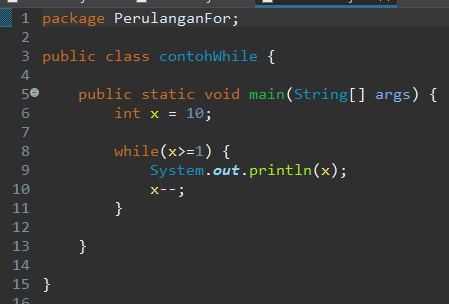 1 package PerulanganFor;
2
3 public class contohWhile {
4
5     public static void main(String[] args) {
6         int x = 10;
7
8         while(x>=1) {
9             System.out.println(x);
10             x--;
11         }
12
13     }
14
15 }
16